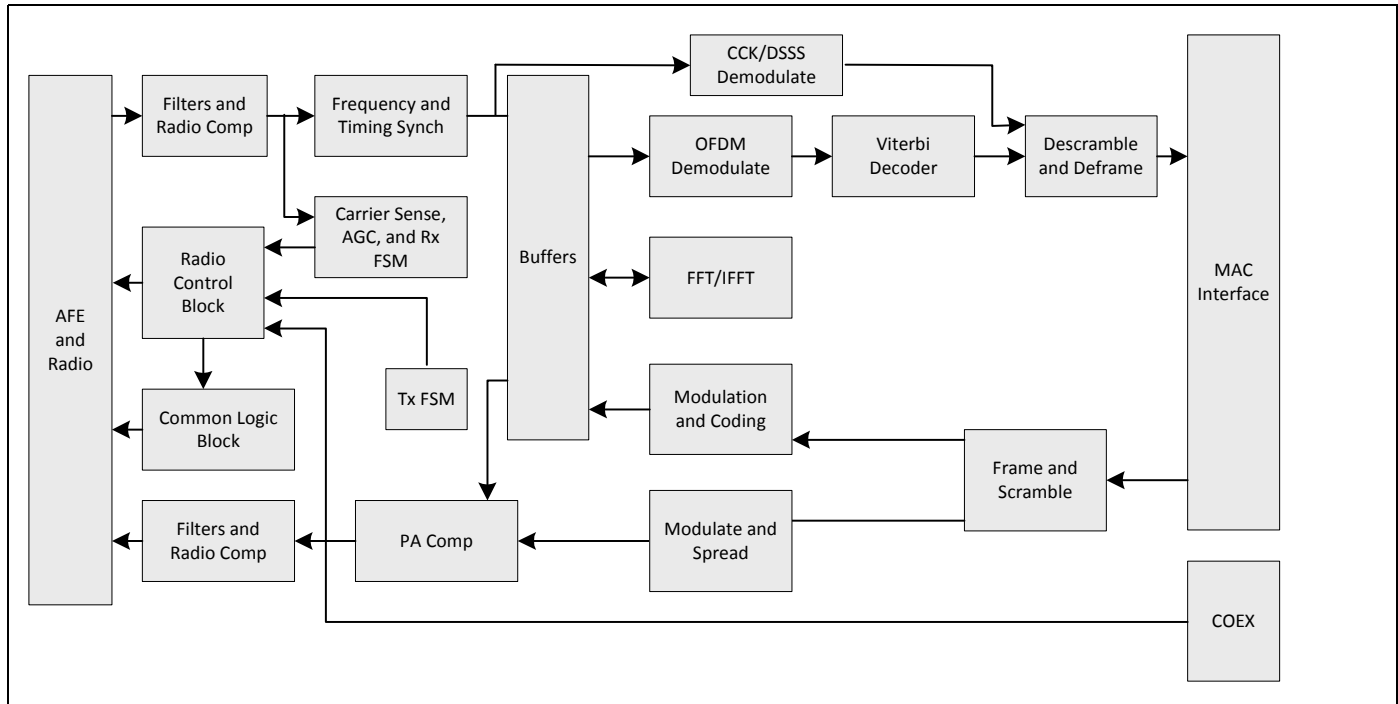 CCK/DSSS
Demodulate
Filters and
Radio Comp
Frequency and
Timing Synch
OFDM
Demodulate
Viterbi
Decoder
Descramble
and Deframe
Carrier Sense,
AGC, and Rx
FSM
Radio
Control
Block
Buffers
FFT/IFFT
MAC
Interface
AFE
and
Radio
Tx FSM
Modulation
and Coding
Common Logic
Block
Frame and
Scramble
Filters and
Radio Comp
PA Comp
Modulate and
Spread
COEX